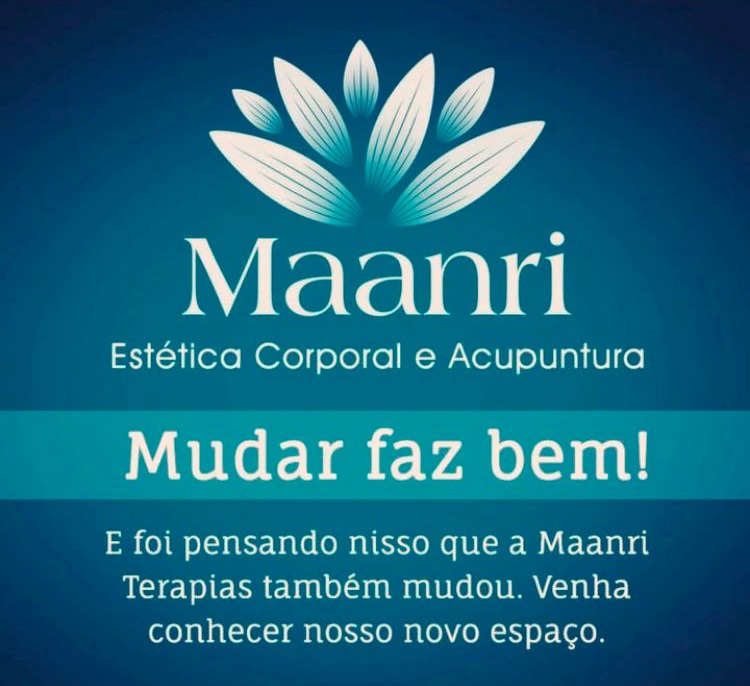 Maanri
Estética Corporal e Acupuntura
Mudar faz bem!
E foi pensando nisso que a Maanri
Terapias também mudou. Venha
conhecer nosso novo espaço.